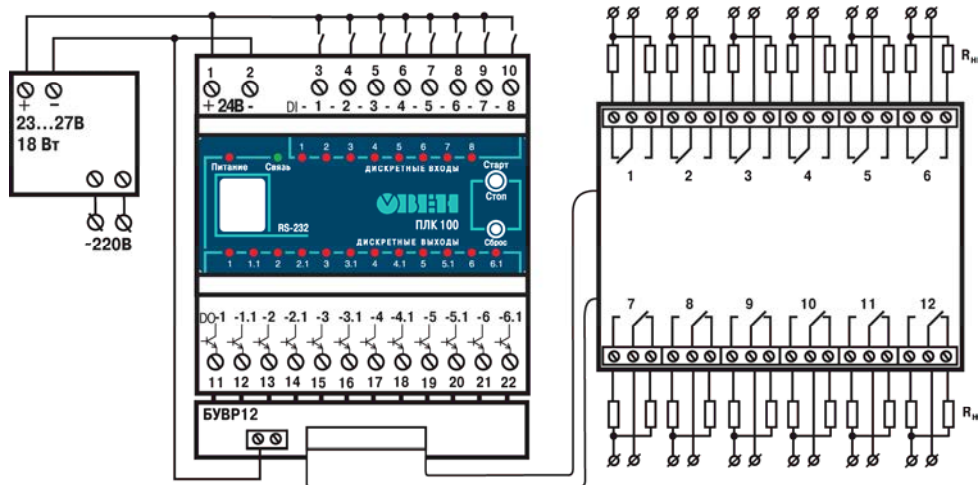 + −
23...27В
18 Вт
~220В
1 2 3 4 5 6 7 8 9 10
+ 24В - DI - 1 - 2 - 3 - 4 - 5 - 6 - 7 - 8
1 2 3 4 5 6 7 8
Питание Связь ДИСКРЕТНЫЕ ВХОДЫ Старт
Стоп
ОВЕН
ПЛК 100
RS-232
ДИСКРЕТНЫЕ ВЫХОДЫ Сброс
1 1.1 2 2.1 3 3.1 4 4.1 5 5.1 6 6.1
DO-1 -1.1 -2 -2.1 -3 -3.1 -4 -4.1 -5 -5.1 -6 -6.1
11 12 13 14 15 16 17 18 19 20 21 22
БУВР12
Rн
1 2 3 4 5 6
7 8 9 10 11 12
Rн